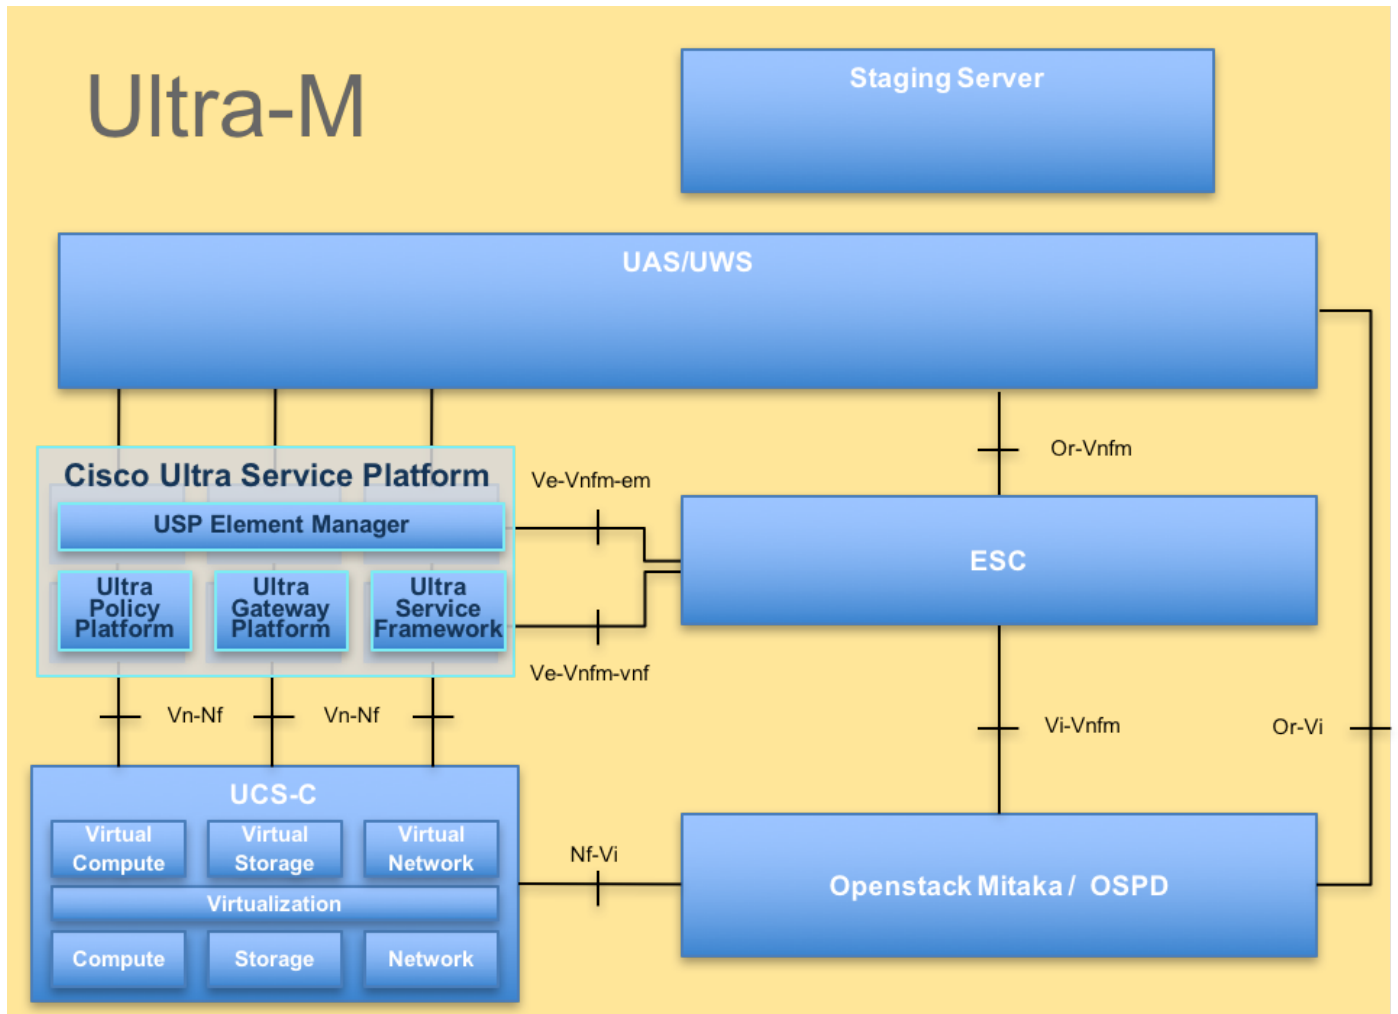 Ultra-M
Staging Server
UAS/UWS
Or-Vnfm
Cisco Ultra Service Platform
Ve-Vnfm-em
USP Element Manager
ESC
Ultra
Policy
Platform
Ultra
Gateway
Platform
Ultra
Service
Framework
Ve-Vnfm-vnf
Vn-Nf
Vn-Nf
Vi-Vnfm
Or-Vi
UCS-C
Virtual
Compute
Virtual
Storage
Virtual
Network
Nf-Vi
Openstack Mitaka / OSPD
Virtualization
Compute
Storage
Network